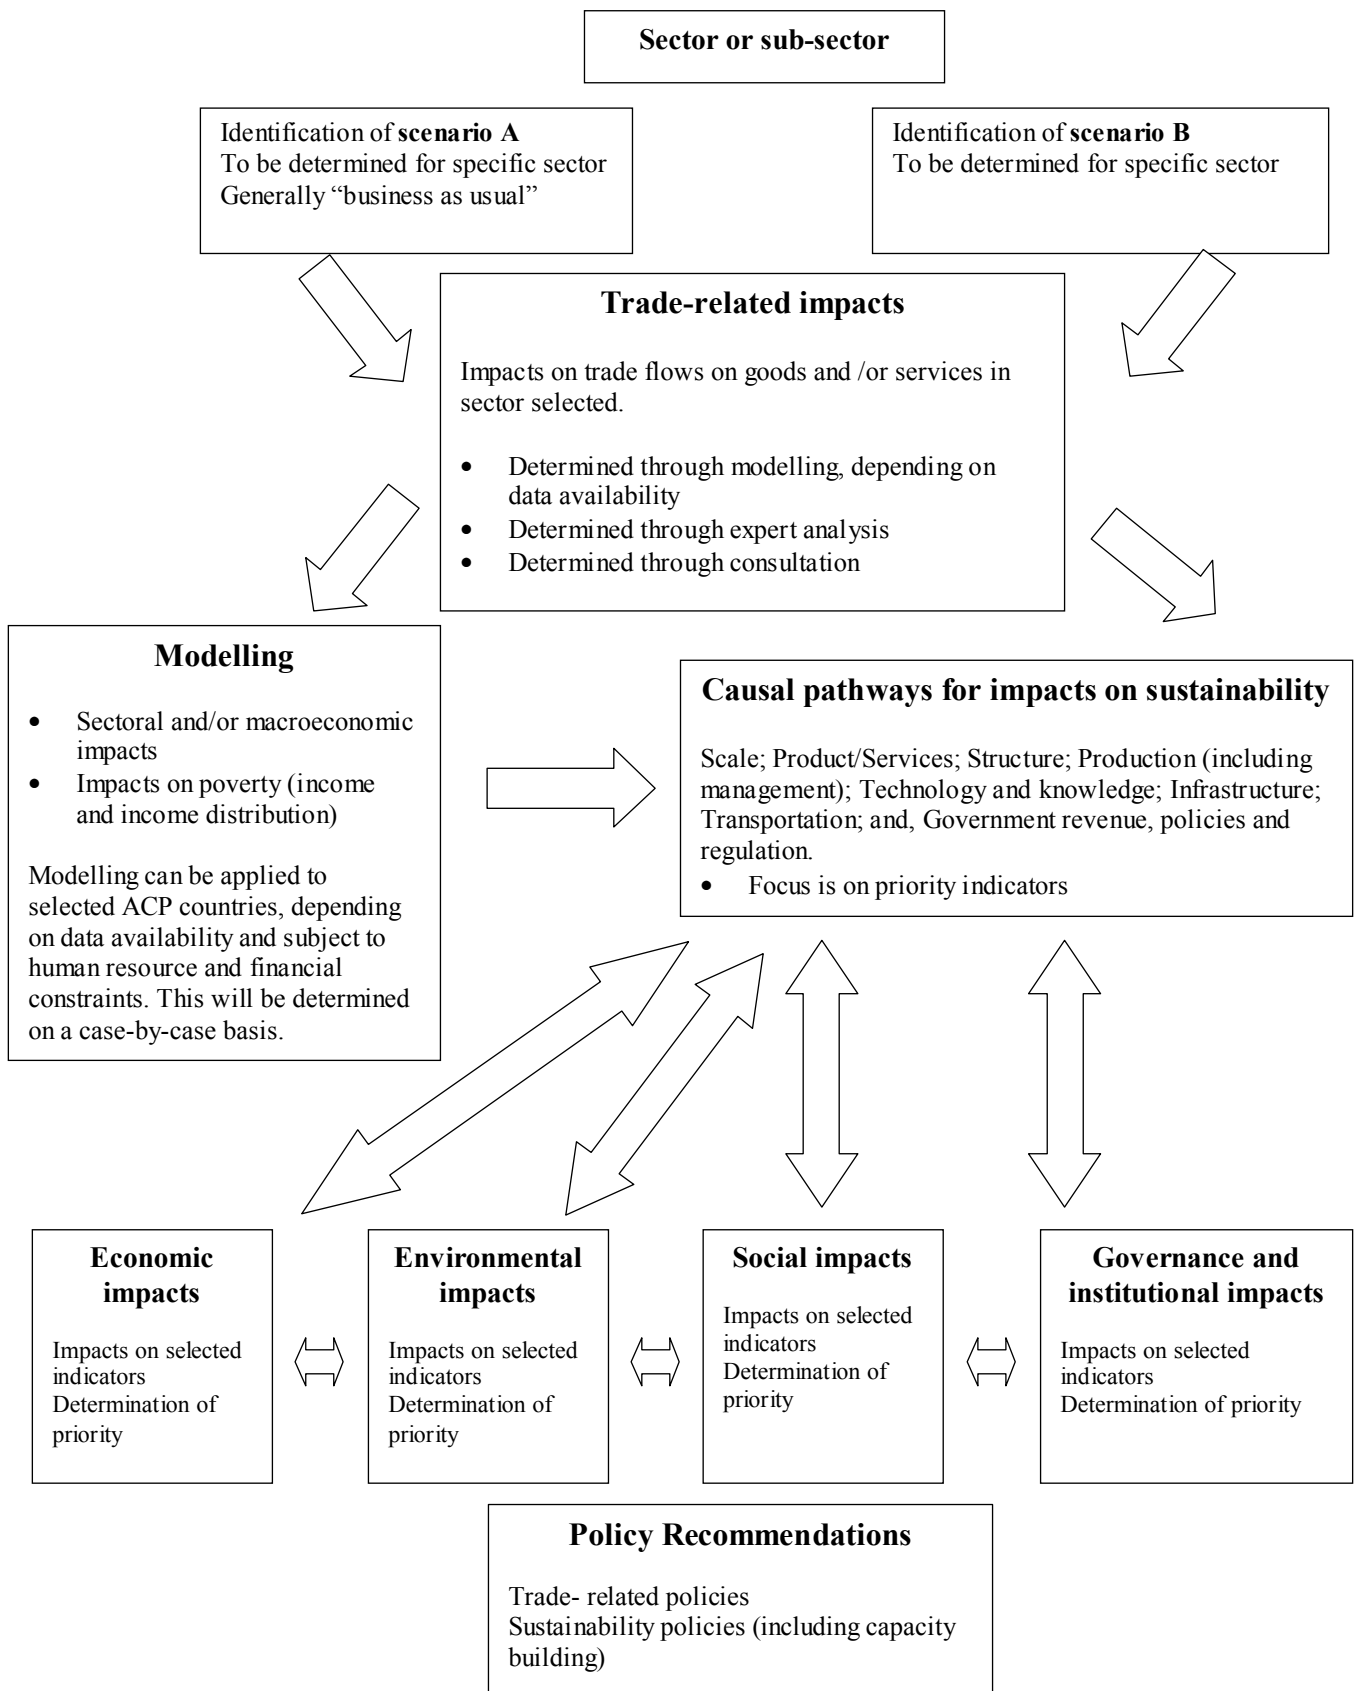 Sector or sub-sector
Identification of scenario A
To be determined for specific sector
Generally “business as usual”
Identification of scenario B
To be determined for specific sector
Trade-related impacts
Impacts on trade flows on goods and /or services in
sector selected.
• Determined through modelling, depending on
data availability
• Determined through expert analysis
• Determined through consultation
Modelling
• Sectoral and/or macroeconomic
impacts
• Impacts on poverty (income
and income distribution)
Modelling can be applied to
selected ACP countries, depending
on data availability and subject to
human resource and financial
constraints. This will be determined
on a case-by-case basis.
Causal pathways for impacts on sustainability
Scale; Product/Services; Structure; Production (including
management); Technology and knowledge; Infrastructure;
Transportation; and, Government revenue, policies and
regulation.
• Focus is on priority indicators
Economic
impacts
Impacts on selected
indicators
Determination of
priority
Environmental
impacts
Impacts on selected
indicators
Determination of
priority
Social impacts
Impacts on selected
indicators
Determination of
priority
Governance and
institutional impacts
Impacts on selected
indicators
Determination of priority
Policy Recommendations
Trade- related policies
Sustainability policies (including capacity
building)